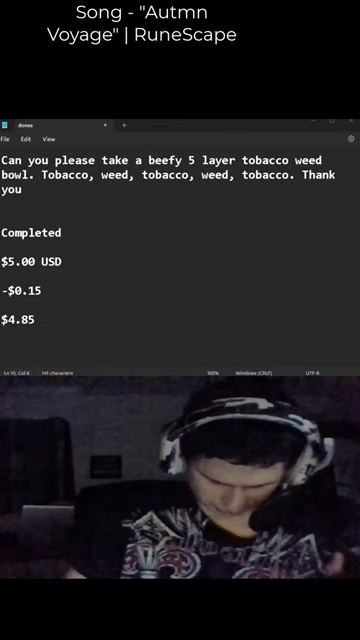 Song - "Autmn
Voyage" | RuneScape
donos
File Edit View
Can you please take a beefy 5 layer tobacco weed
bowl. Tobacco, weed, tobacco, weed, tobacco. Thank
you
Completed
$5.00 USD
-$0.15
$4.85
Ln 10, Col 6 141 characters 100% Windows (CRLF) UTF-8